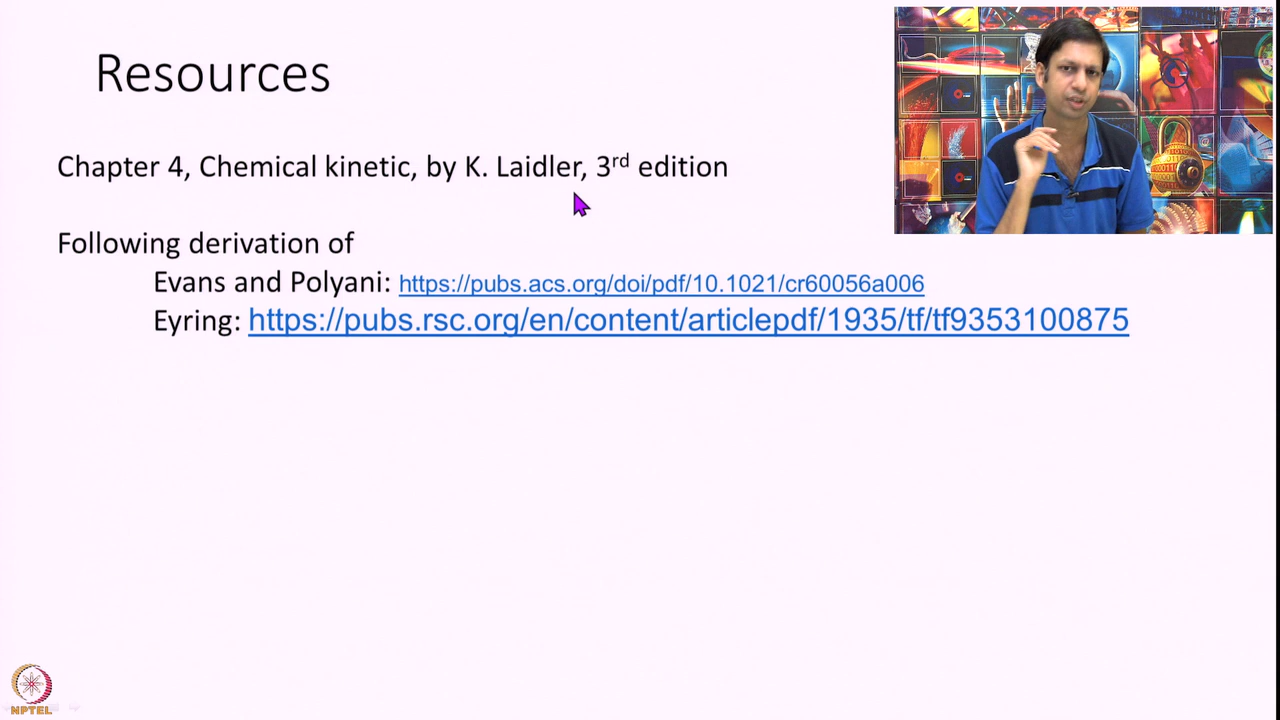 Resources
Chapter 4, Chemical kinetic, by K. Laidler, 3rd edition
Following derivation of
Evans and Polyani: https://pubs.acs.org/doi/pdf/10.1021/cr60056a006
Eyring: https://pubs.rsc.org/en/content/articlepdf/1935/tf/tf9353100875
NPTEL